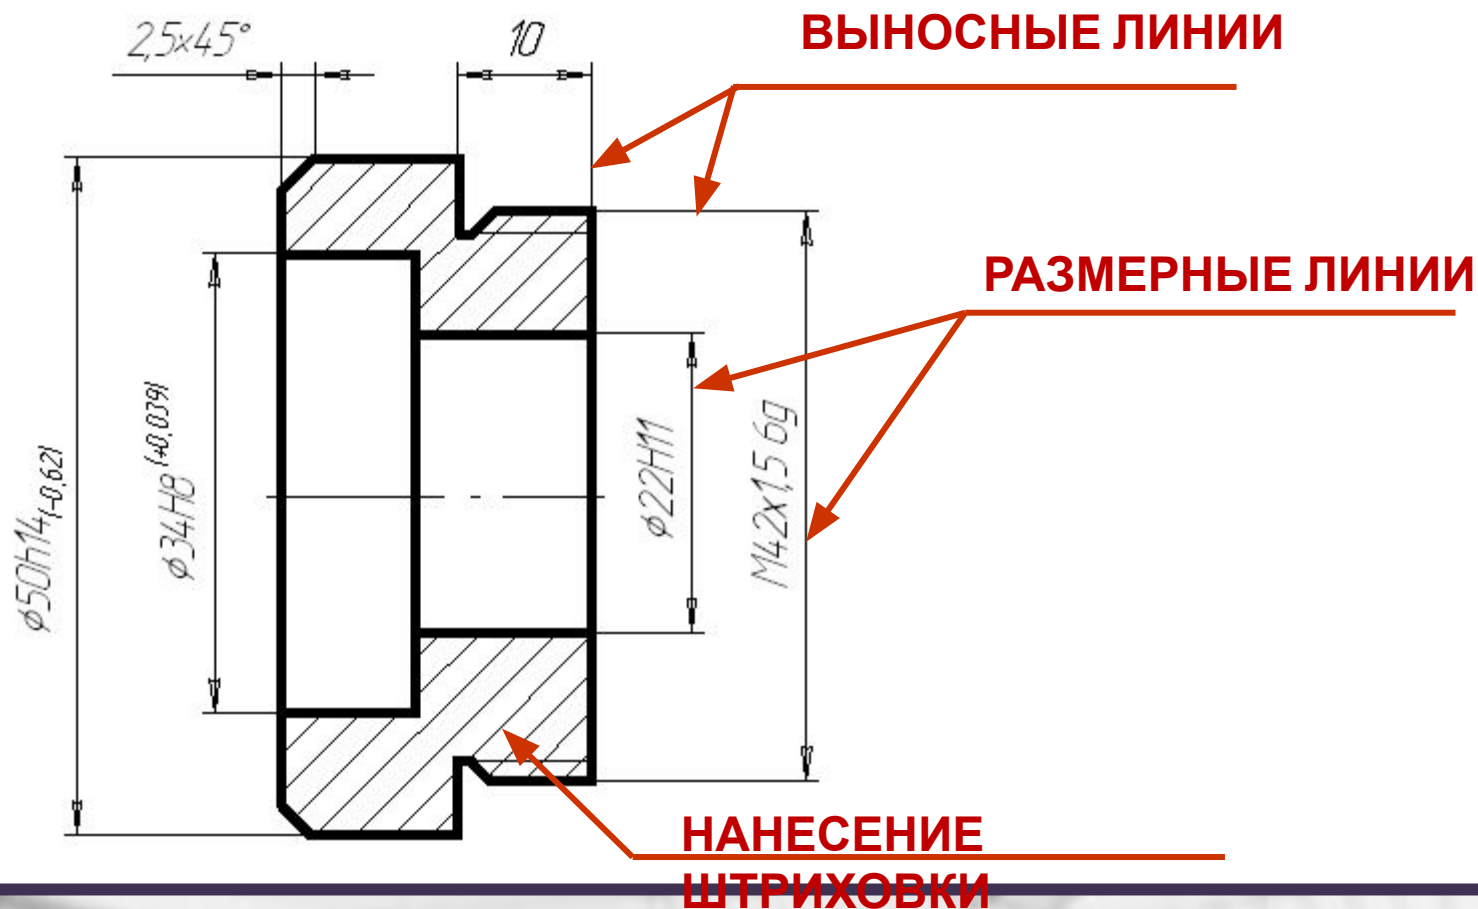 2,5x45°
10
ВЫНОСНЫЕ ЛИНИИ
РАЗМЕРНЫЕ ЛИНИИ
⌀50h14(-0,62)
⌀34H8(+0,039)
⌀22H11
M42x1,5 6g
НАНЕСЕНИЕ
ШТРИХОВКИ